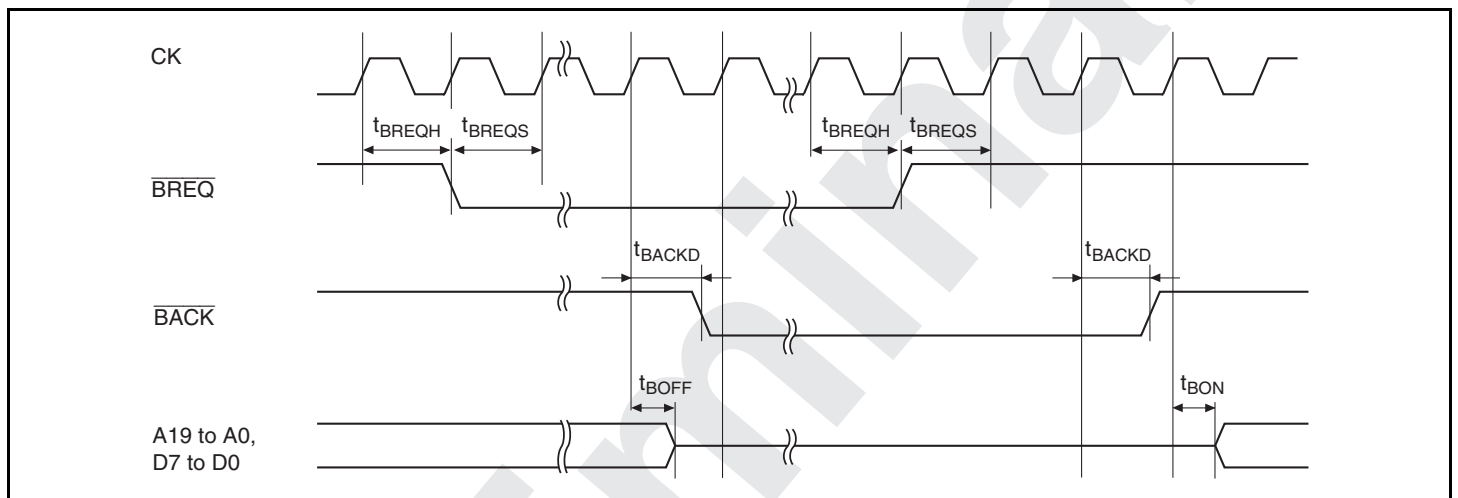 CK
tBREQH tBREQS tBREQH tBREQS
BREQ
tBACKD tBACKD
BACK
tBOFF tBON
A19 to A0,
D7 to D0